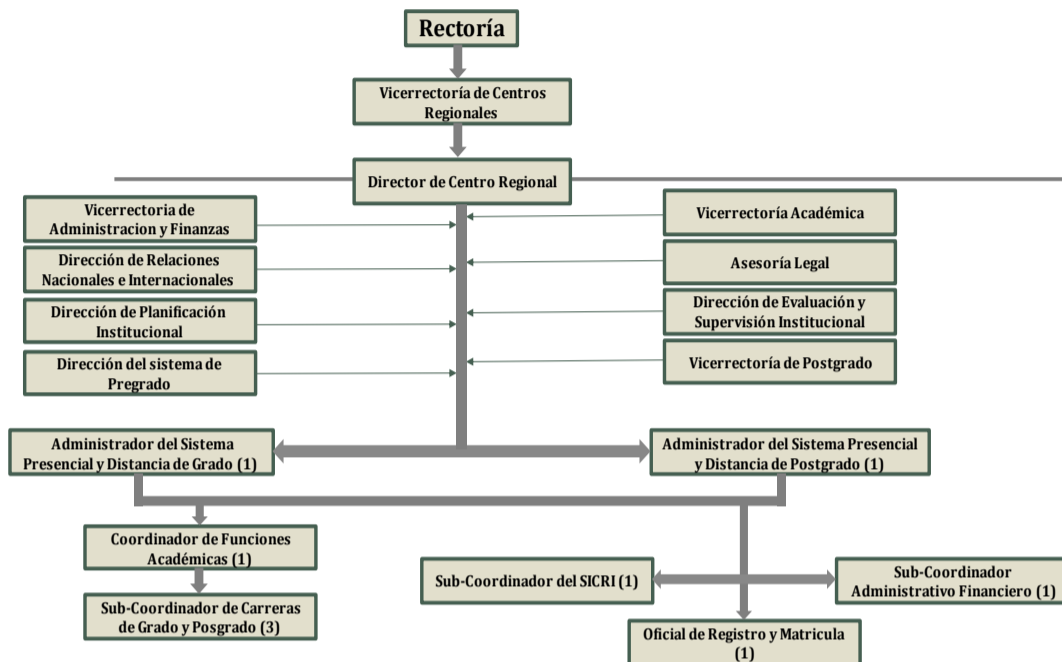 Rectoría
Vicerrectoría de Centros
Regionales
Director de Centro Regional
Vicerrectoria de
Administracion y Finanzas
Vicerrectoría Académica
Dirección de Relaciones
Nacionales e Internacionales
Asesoría Legal
Dirección de Planificación
Institucional
Dirección de Evaluación y
Supervisión Institucional
Dirección del sistema de
Pregrado
Vicerrectoría de Postgrado
Administrador del Sistema
Presencial y Distancia de Grado (1)
Administrador del Sistema Presencial
y Distancia de Postgrado (1)
Coordinador de Funciones
Académicas (1)
Sub-Coordinador de Carreras
de Grado y Posgrado (3)
Sub-Coordinador del SICRI (1)
Sub-Coordinador
Administrativo Financiero (1)
Oficial de Registro y Matricula
(1)